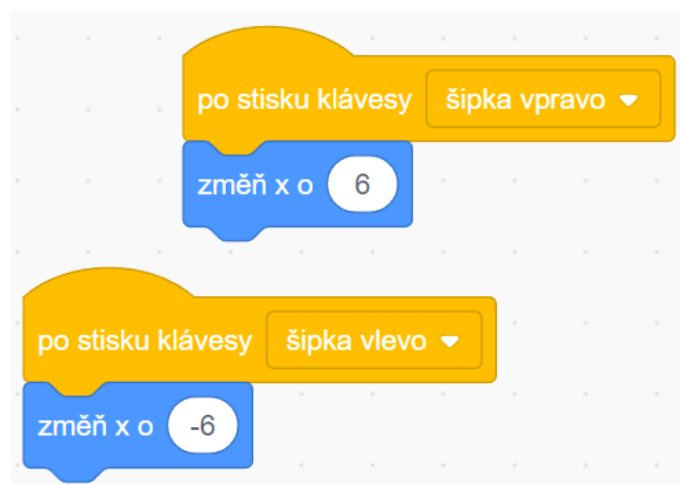 po stisku klávesy šipka vpravo
změň x o 6
po stisku klávesy šipka vlevo
změň x o -6